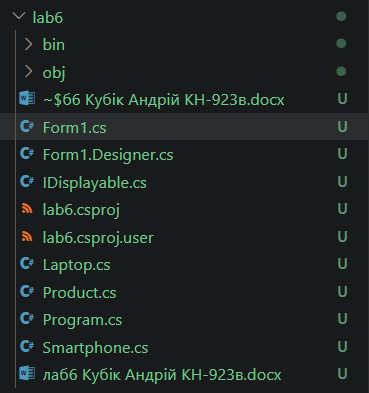 lab6
bin
obj
~$б6 Кубік Андрій КН-923в.docx U
Form1.cs U
Form1.Designer.cs U
IDisplayable.cs U
lab6.csproj U
lab6.csproj.user U
Laptop.cs U
Product.cs U
Program.cs U
Smartphone.cs U
лаб6 Кубік Андрій КН-923в.docx U